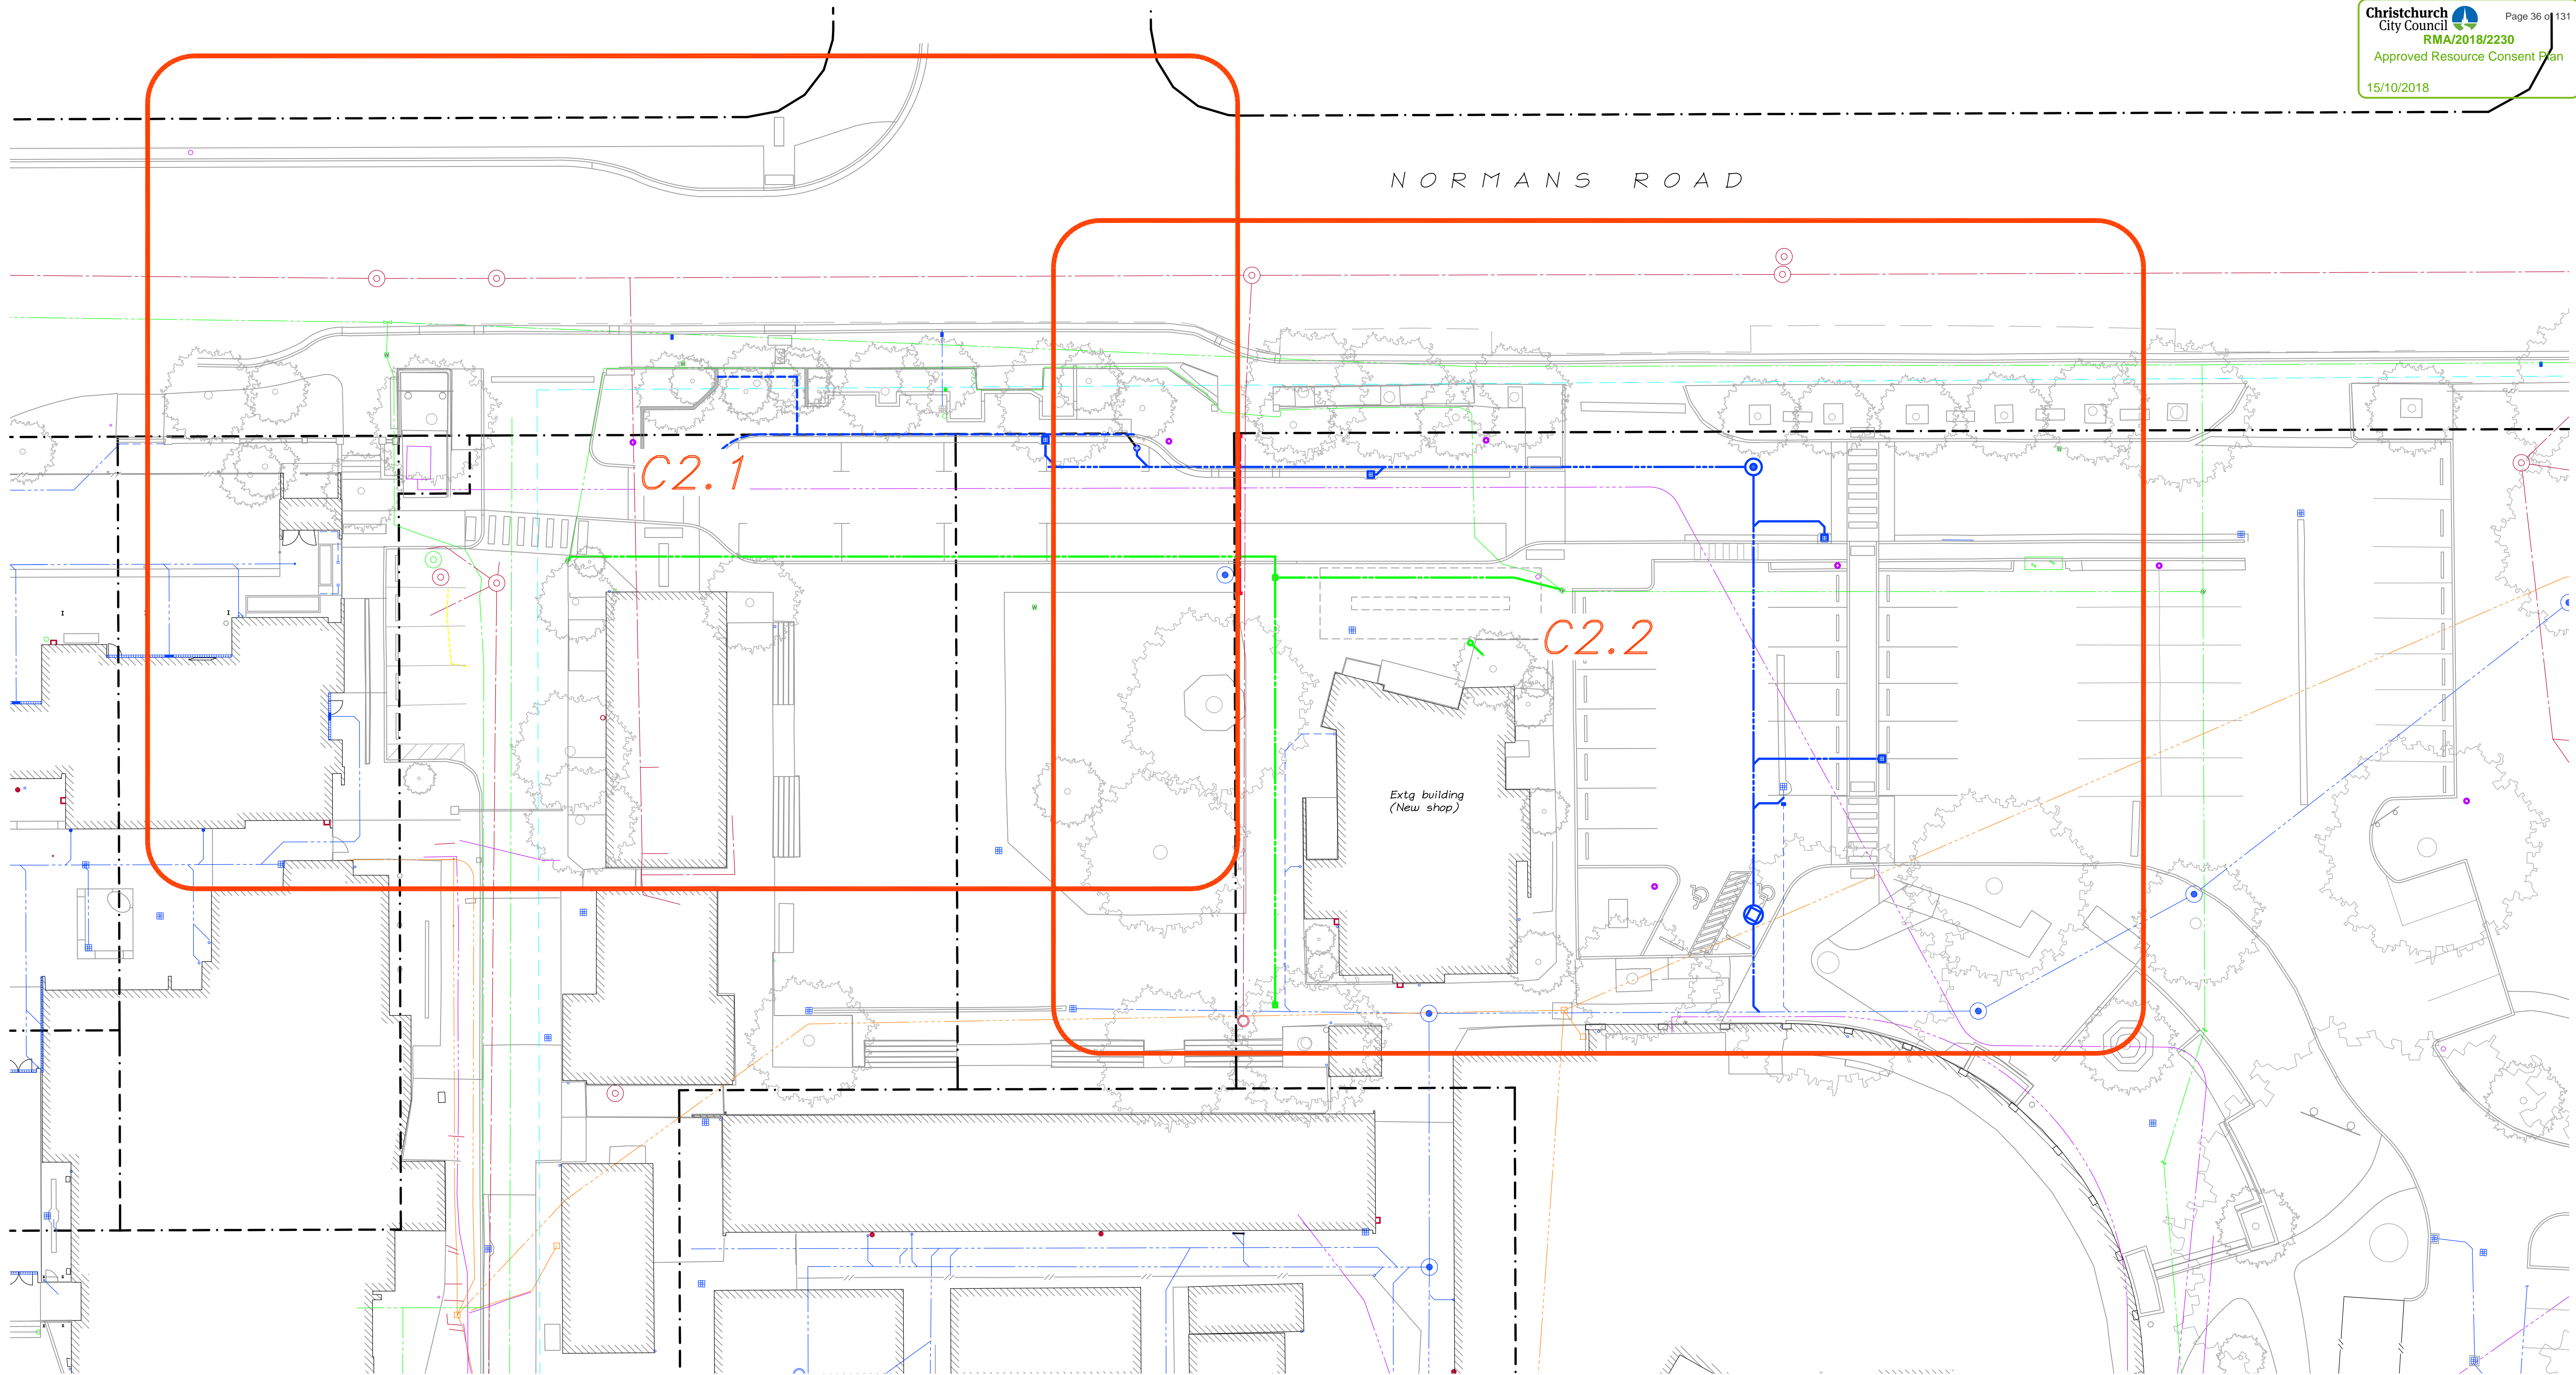 Christchurch
City Council
Page 36 of 131
RMA/2018/2230
Approved Resource Consent Plan
15/10/2018
NORMANS ROAD
C2.1
C2.2
Extg building
(New shop)